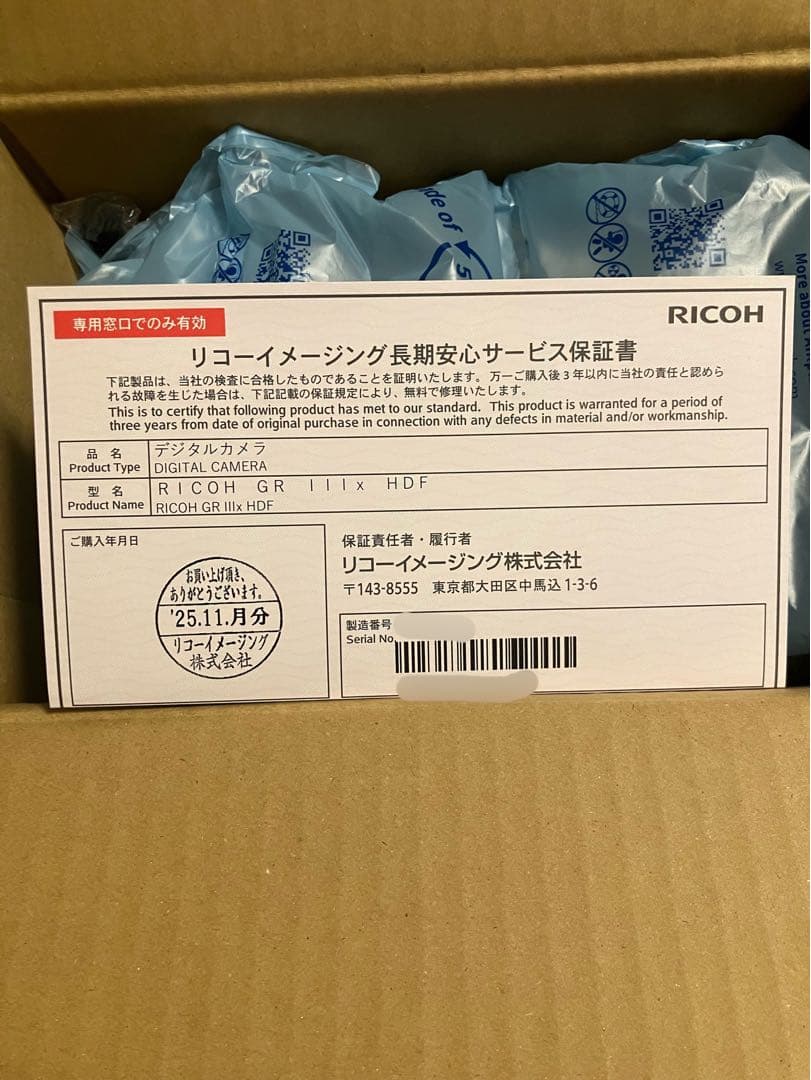 de of
More about
専用窓口でのみ有効
RICOH
リコーイメージング長期安心サービス保証書
下記製品は、当社の検査に合格したものであることを証明いたします。 万一ご購入後3年以内に当社の責任と認めら
れる故障を生じた場合は、下記記載の保証規定により、無料で修理いたします。
This is to certify that following product has met to our standard. This product is warranted for a period of
three years from date of original purchase in connection with any defects in material and/or workmanship.
品 名 デジタルカメラ
Product Type DIGITAL CAMERA
型 名 RICOH GR IIIx HDF
Product Name RICOH GR IIIx HDF
ご購入年月日
お買い上げ頂き、
ありがとうございます。
'25.11.月分
リコーイメージング
株式会社
保証責任者・履行者
リコーイメージング株式会社
〒143-8555 東京都大田区中馬込1-3-6
製造番号
Serial No